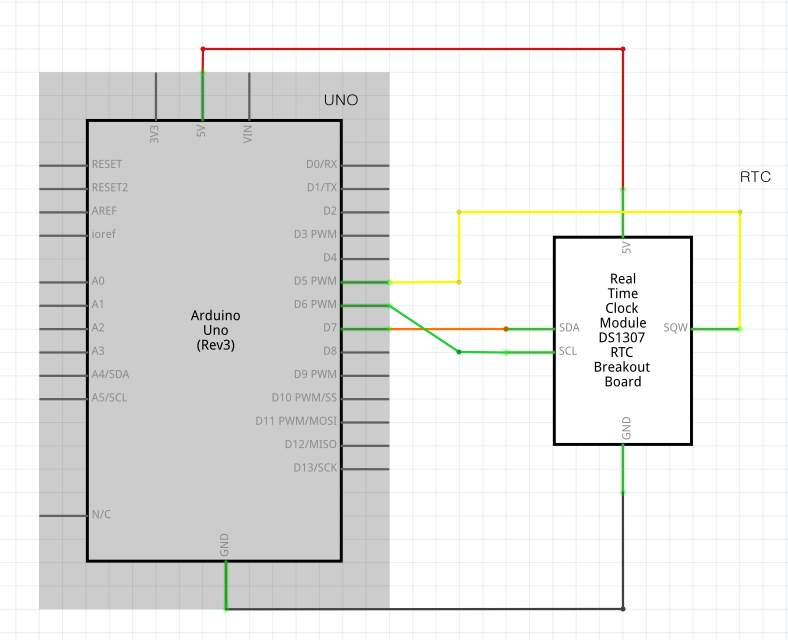 UNO
3V3
5V
VIN
RESET
RESET2
AREF
ioref
A0
A1
A2
A3
A4/SDA
A5/SCL
N/C
Arduino
Uno
(Rev3)
D0/RX
D1/TX
D2
D3 PWM
D4
D5 PWM
D6 PWM
D7
D8
D9 PWM
D10 PWM/SS
D11 PWM/MOSI
D12/MISO
D13/SCK
GND
RTC
5V
SDA
SCL
Real
Time
Clock
Module
DS1307
RTC
Breakout
Board
SQW
GND